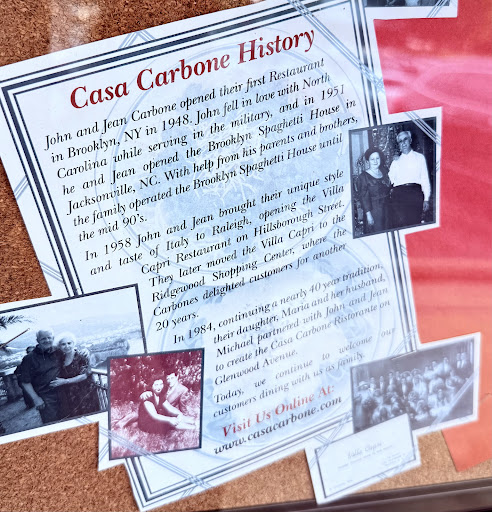 Casa Carbone History
John and Jean Carbone opened their first Restaurant
in Brooklyn, NY in 1948. John fell in love with North
Carolina while serving in the military, and in 1951
he and Jean opened the Brooklyn Spaghetti House in
Jacksonville, NC. With help from his parents and brothers,
the family operated the Brooklyn Spaghetti House until
the mid 90's.
In 1958 John and Jean brought their unique style
and taste of Italy to Raleigh, opening the Villa
Capri Restaurant on Hillsborough Street.
They later moved the Villa Capri to the
Ridgewood Shopping Center, where the
Carbones delighted customers for another
20 years.
In 1984, continuing a nearly 40 year tradition,
their daughter, Maria and her husband,
Michael partnered with John and Jean
to create the Casa Carbone Ristorante on
Glenwood Avenue.
Today, we continue to welcome our
customers dining with us as family.
Visit Us Online At:
www.casacarbone.com
Villa Capri